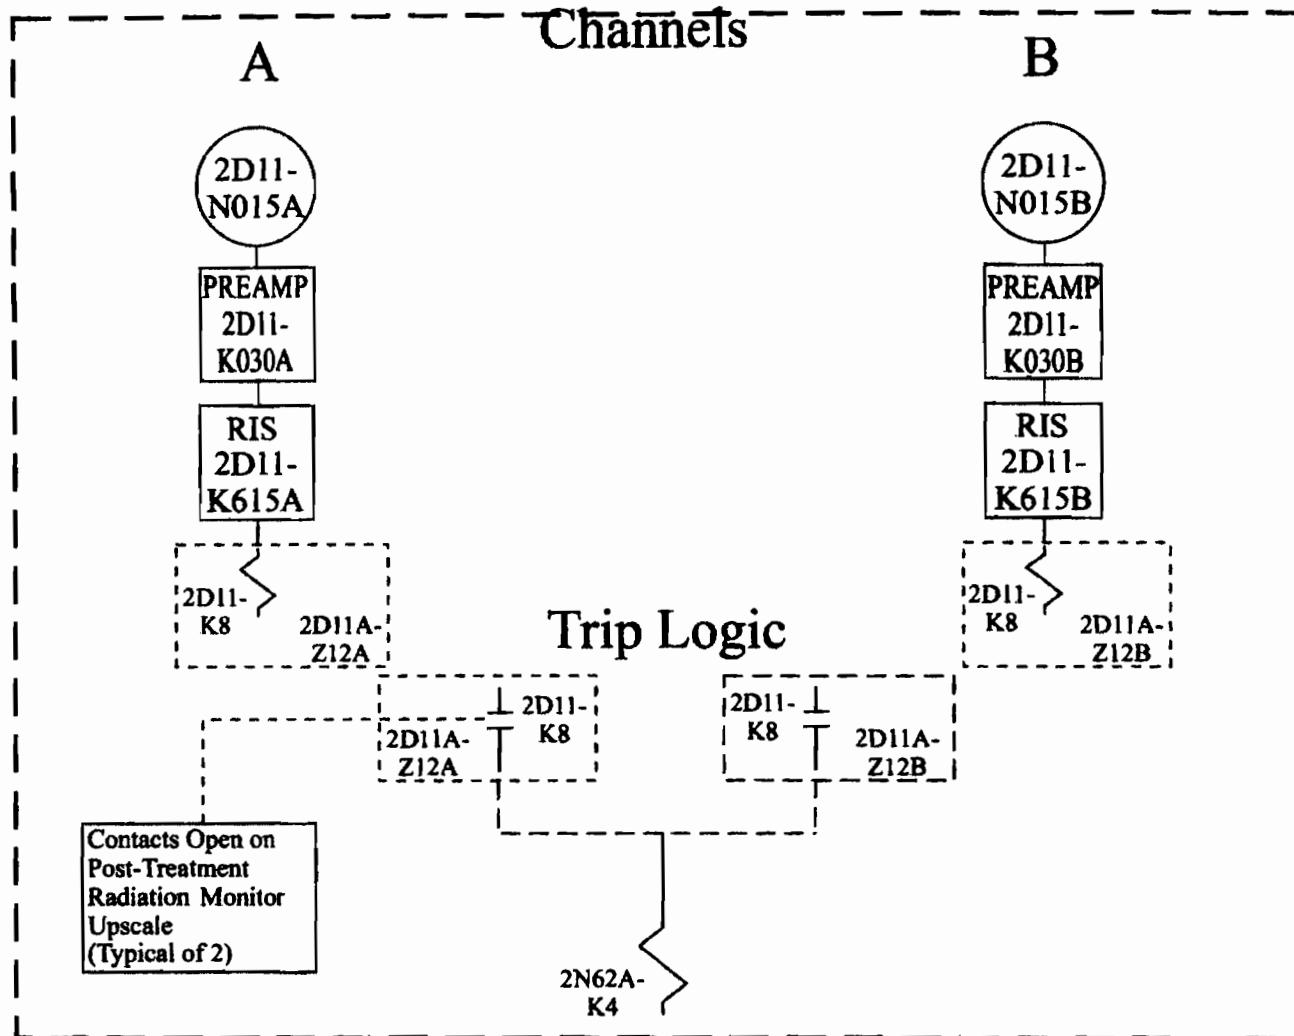 Channels
A
B
2D11-
N015A
2D11-
N015B
PREAMP
2D11-
K030A
PREAMP
2D11-
K030B
RIS
2D11-
K615A
RIS
2D11-
K615B
2D11-
K8
2D11A-
Z12A
2D11-
K8
2D11A-
Z12B
Trip Logic
2D11-
K8
2D11A-
Z12A
2D11-
K8
2D11A-
Z12B
Contacts Open on
Post-Treatment
Radiation Monitor
Upscale
(Typical of 2)
2N62A-
K4